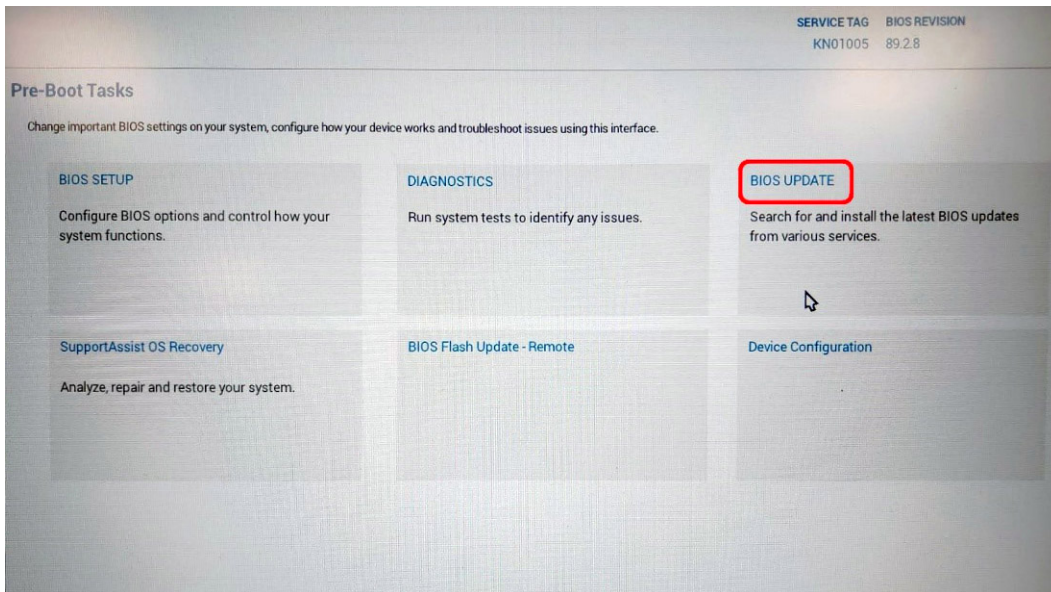 SERVICE TAG BIOS REVISION
KN01005 89.2.8
Pre-Boot Tasks
Change important BIOS settings on your system, configure how your device works and troubleshoot issues using this interface.
BIOS SETUP
Configure BIOS options and control how your
system functions.
DIAGNOSTICS
Run system tests to identify any issues.
BIOS UPDATE
Search for and install the latest BIOS updates
from various services.
SupportAssist OS Recovery
Analyze, repair and restore your system.
BIOS Flash Update - Remote
Device Configuration